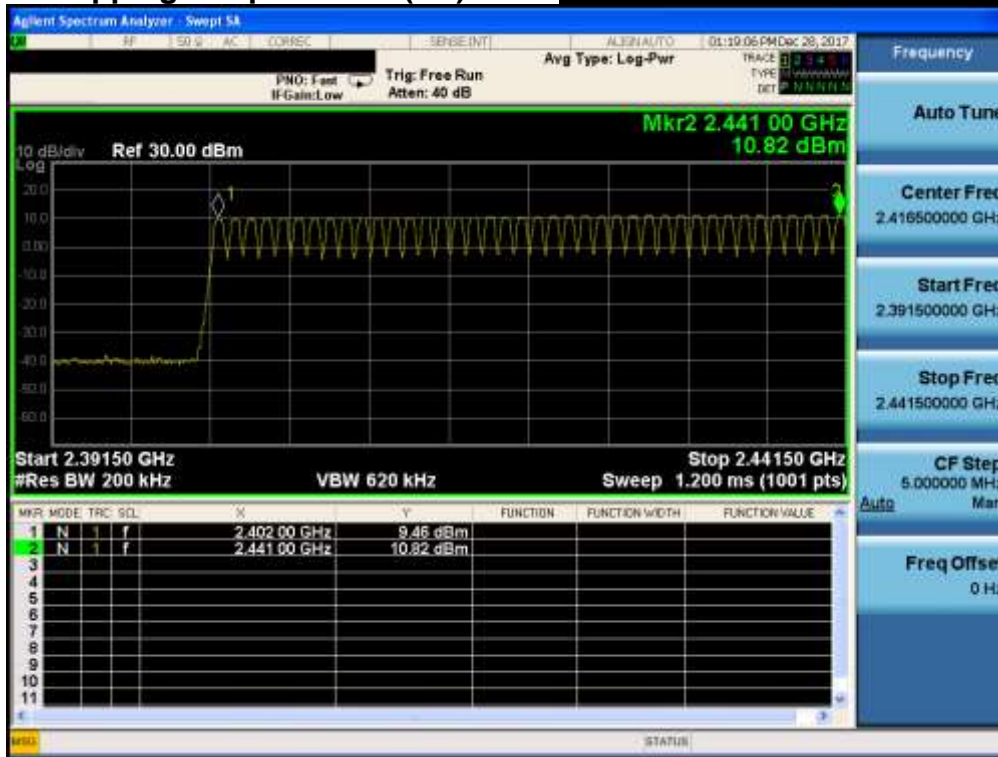 Agilent Spectrum Analyzer - Swept SA
RF 50 Ω AC CORREC SENSE:INT ALIGN AUTO 01:19:06 PM Dec 28, 2017
Avg Type: Log-Pwr
TRACE 1 2 3 4 5 6
TYPE
DET P N N N N N
PNO: Fast
IFGain:Low
Trig: Free Run
Atten: 40 dB
Mkr2 2.441 00 GHz
10.82 dBm
10 dB/div Ref 30.00 dBm
Log
20.0
10.0
0.00
-10.0
-20.0
-30.0
-40.0
-50.0
-60.0
1
2
Start 2.39150 GHz Stop 2.44150 GHz
#Res BW 200 kHz VBW 620 kHz Sweep 1.200 ms (1001 pts)
MKR MODE TRC SCL X Y FUNCTION FUNCTION WIDTH FUNCTION VALUE
1 N 1 f 2.402 00 GHz 9.46 dBm
2 N 1 f 2.441 00 GHz 10.82 dBm
3
4
5
6
7
8
9
10
11
MSG STATUS
Frequency
Auto Tune
Center Freq
2.416500000 GHz
Start Freq
2.391500000 GHz
Stop Freq
2.441500000 GHz
CF Step
5.000000 MHz
Auto Man
Freq Offset
0 Hz